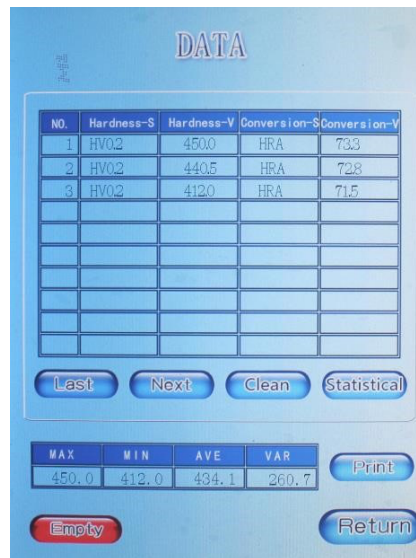 DATA
NO. Hardness-S Hardness-V Conversion-S Conversion-V
1 HV0.2 450.0 HRA 73.3
2 HV0.2 440.5 HRA 72.8
3 HV0.2 412.0 HRA 71.5
Last Next Clean Statistical
MAX MIN AVE VAR
450.0 412.0 434.1 260.7
Print
Empty
Return